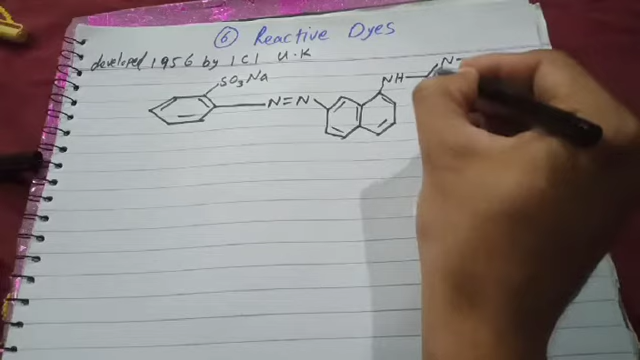 ⑥ Reactive Dyes
developed 1956 by ICI U.K
SO3Na
N=N
NH
N